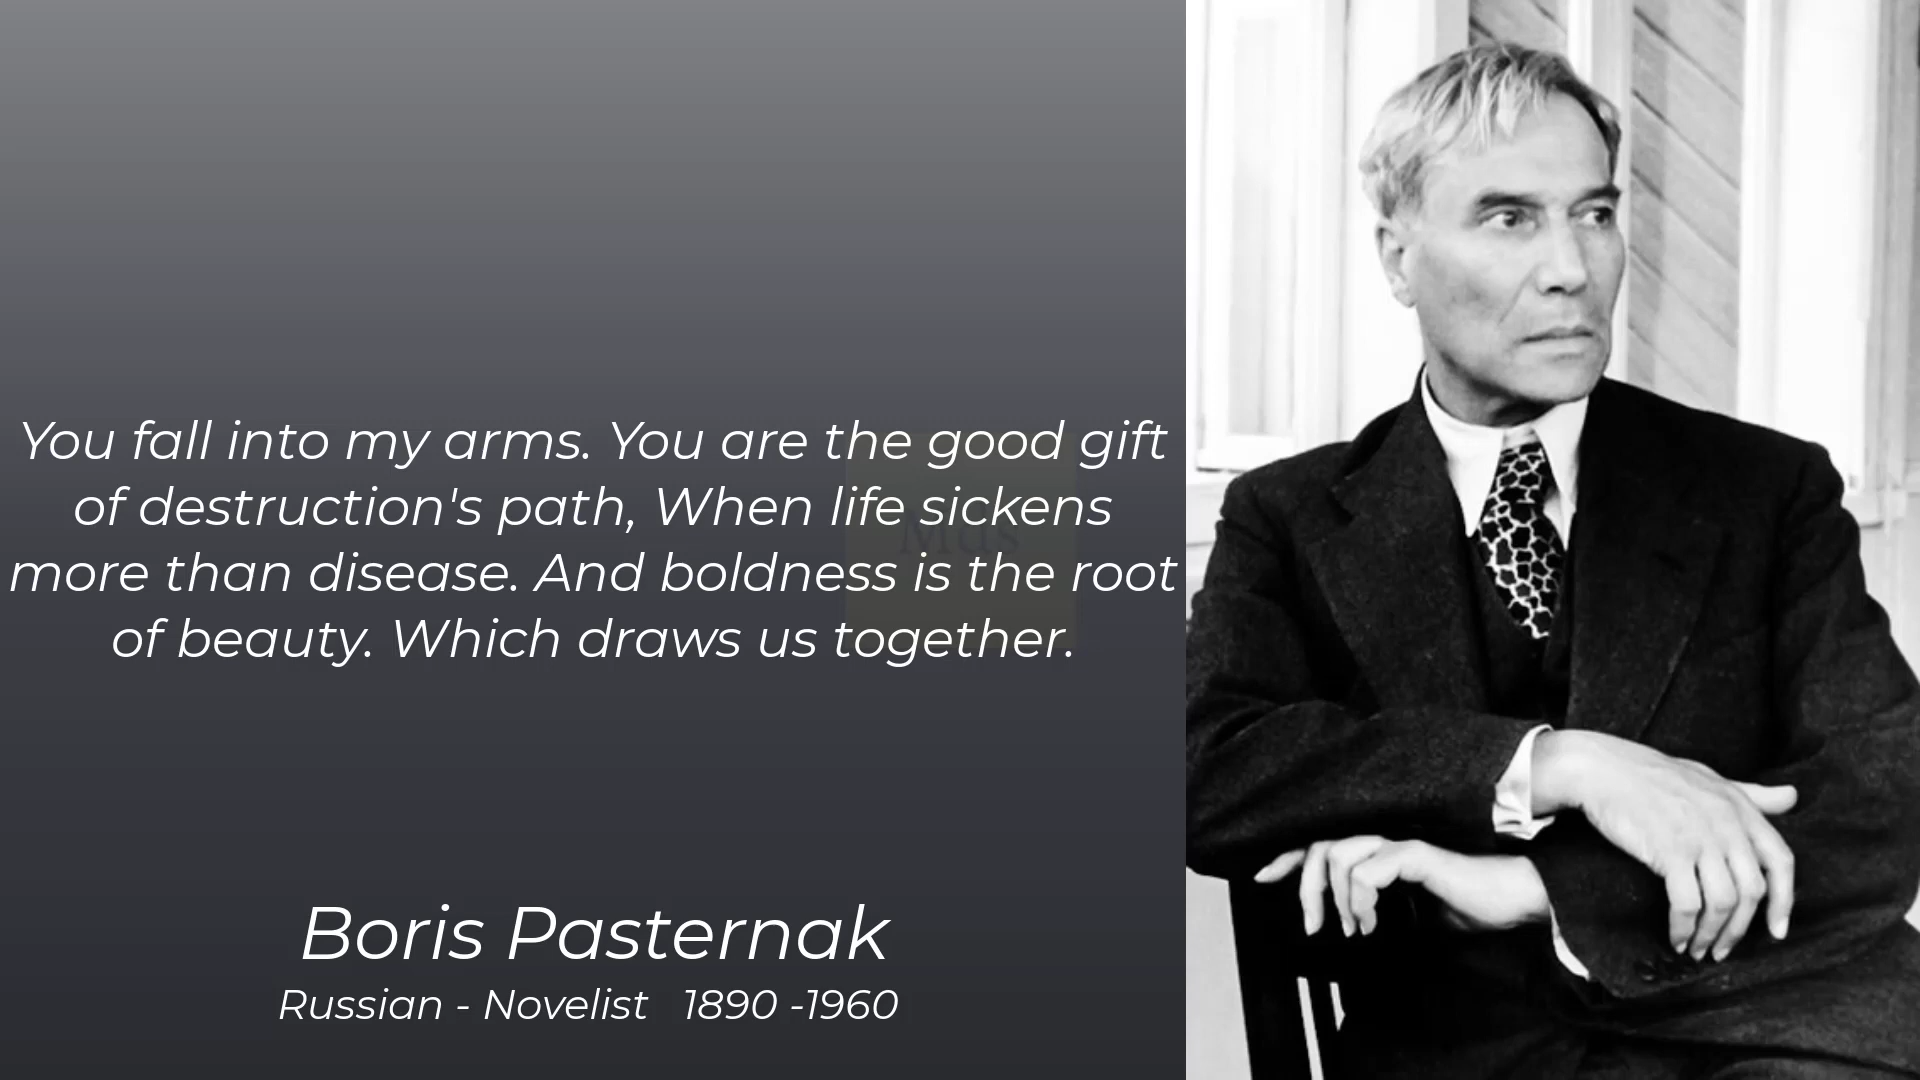 You fall into my arms. You are the good gift
of destruction's path, When life sickens
more than disease. And boldness is the root
of beauty. Which draws us together.
Mds
Boris Pasternak
Russian - Novelist 1890 -1960